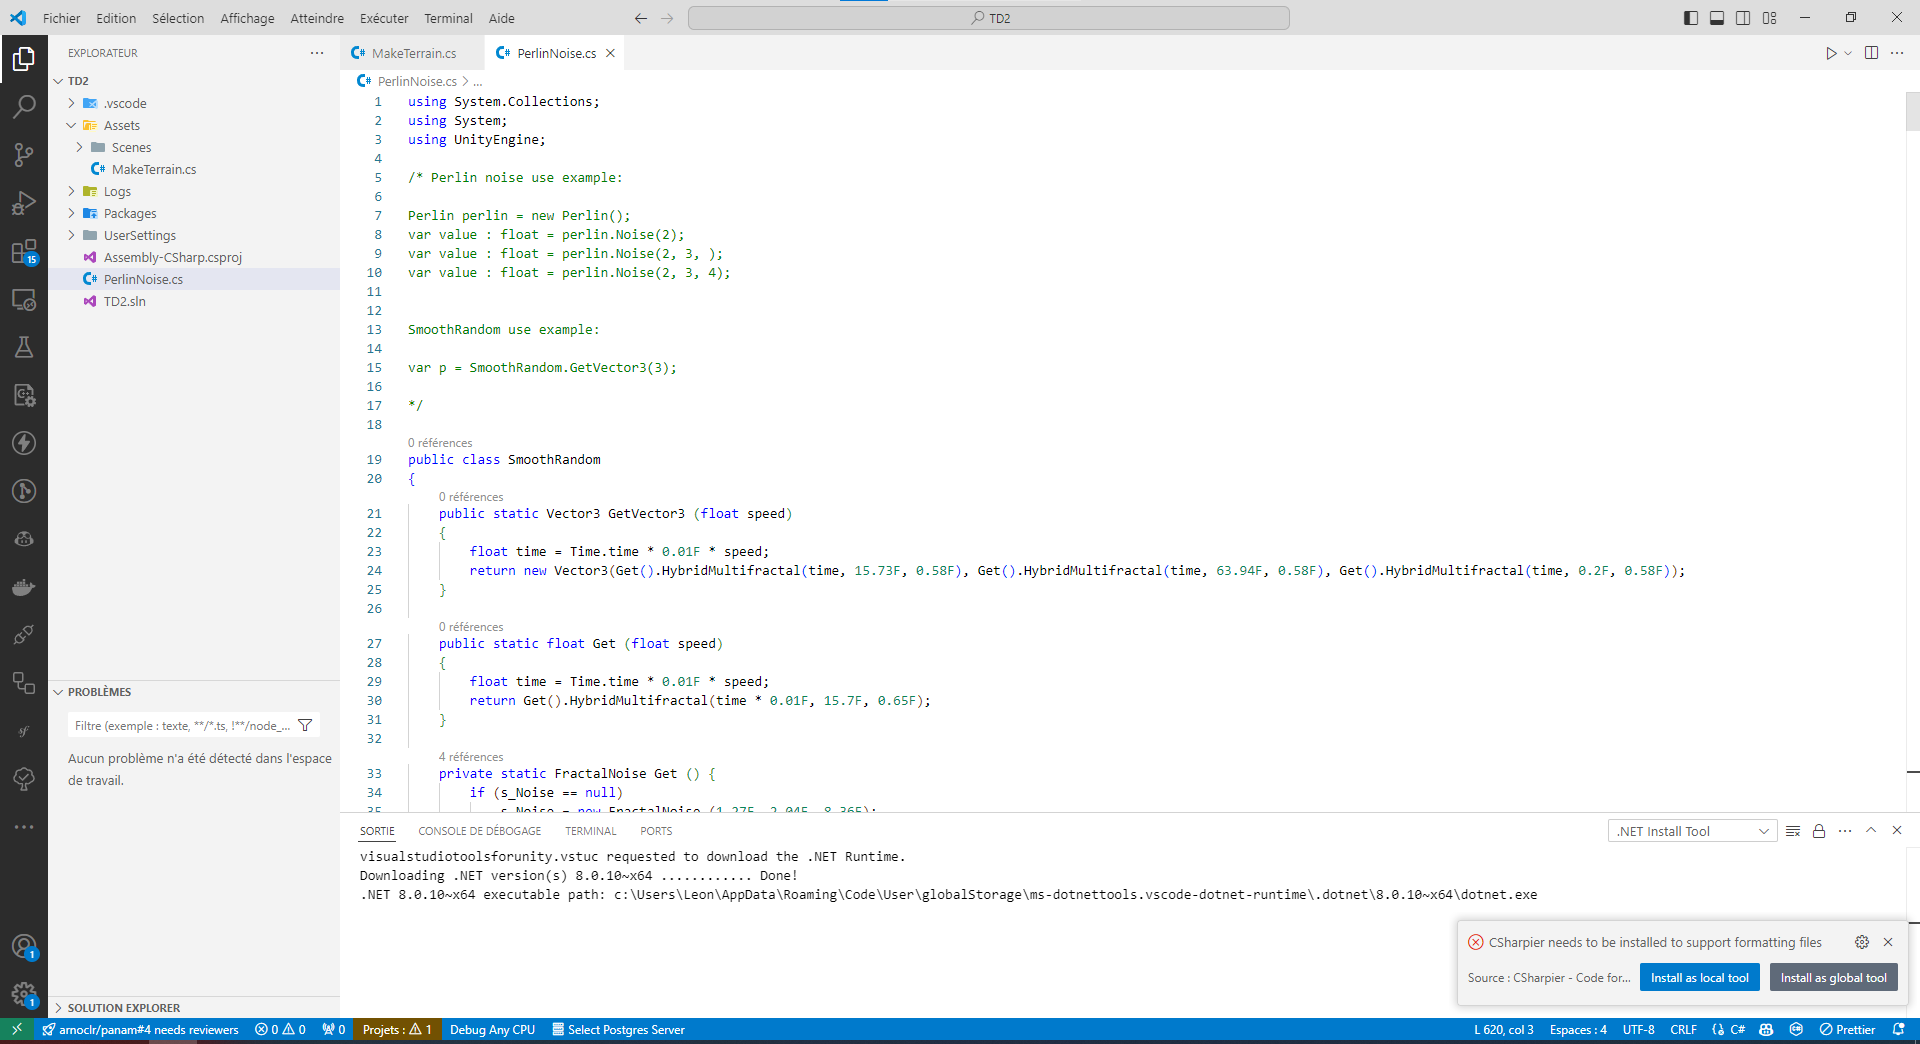 Fichier Edition Sélection Affichage Atteindre Exécuter Terminal Aide TD2
EXPLORATEUR
TD2
.vscode
Assets
Scenes
MakeTerrain.cs
Logs
Packages
UserSettings
Assembly-CSharp.csproj
PerlinNoise.cs
TD2.sln
15
PROBLÈMES
Filtre (exemple : texte, **/*.ts, !**/node_...
Aucun problème n'a été détecté dans l'espace
de travail.
1
1
SOLUTION EXPLORER
MakeTerrain.cs PerlinNoise.cs
PerlinNoise.cs > ...
1 using System.Collections;
2 using System;
3 using UnityEngine;
4
5 /* Perlin noise use example:
6
7 Perlin perlin = new Perlin();
8 var value : float = perlin.Noise(2);
9 var value : float = perlin.Noise(2, 3, );
10 var value : float = perlin.Noise(2, 3, 4);
11
12
13 SmoothRandom use example:
14
15 var p = SmoothRandom.GetVector3(3);
16
17 */
18
0 références
19 public class SmoothRandom
20 {
0 références
21 public static Vector3 GetVector3 (float speed)
22 {
23 float time = Time.time * 0.01F * speed;
24 return new Vector3(Get().HybridMultifractal(time, 15.73F, 0.58F), Get().HybridMultifractal(time, 63.94F, 0.58F), Get().HybridMultifractal(time, 0.2F, 0.58F));
25 }
26
0 références
27 public static float Get (float speed)
28 {
29 float time = Time.time * 0.01F * speed;
30 return Get().HybridMultifractal(time * 0.01F, 15.7F, 0.65F);
31 }
32
4 références
33 private static FractalNoise Get () {
34 if (s_Noise == null)
35 s_Noise = new FractalNoise (1.27F, 2.04F, 8.36F);
SORTIE CONSOLE DE DÉBOGAGE TERMINAL PORTS .NET Install Tool
visualstudiotoolsforunity.vstuc requested to download the .NET Runtime.
Downloading .NET version(s) 8.0.10~x64 ............ Done!
.NET 8.0.10~x64 executable path: c:\Users\Leon\AppData\Roaming\Code\User\globalStorage\ms-dotnettools.vscode-dotnet-runtime\.dotnet\8.0.10~x64\dotnet.exe
CSharpier needs to be installed to support formatting files
Source : CSharpier - Code for... Install as local tool Install as global tool
arnoclr/panam#4 needs reviewers 0 0 0 Projets : 1 Debug Any CPU Select Postgres Server L 620, col 3 Espaces : 4 UTF-8 CRLF C# Prettier